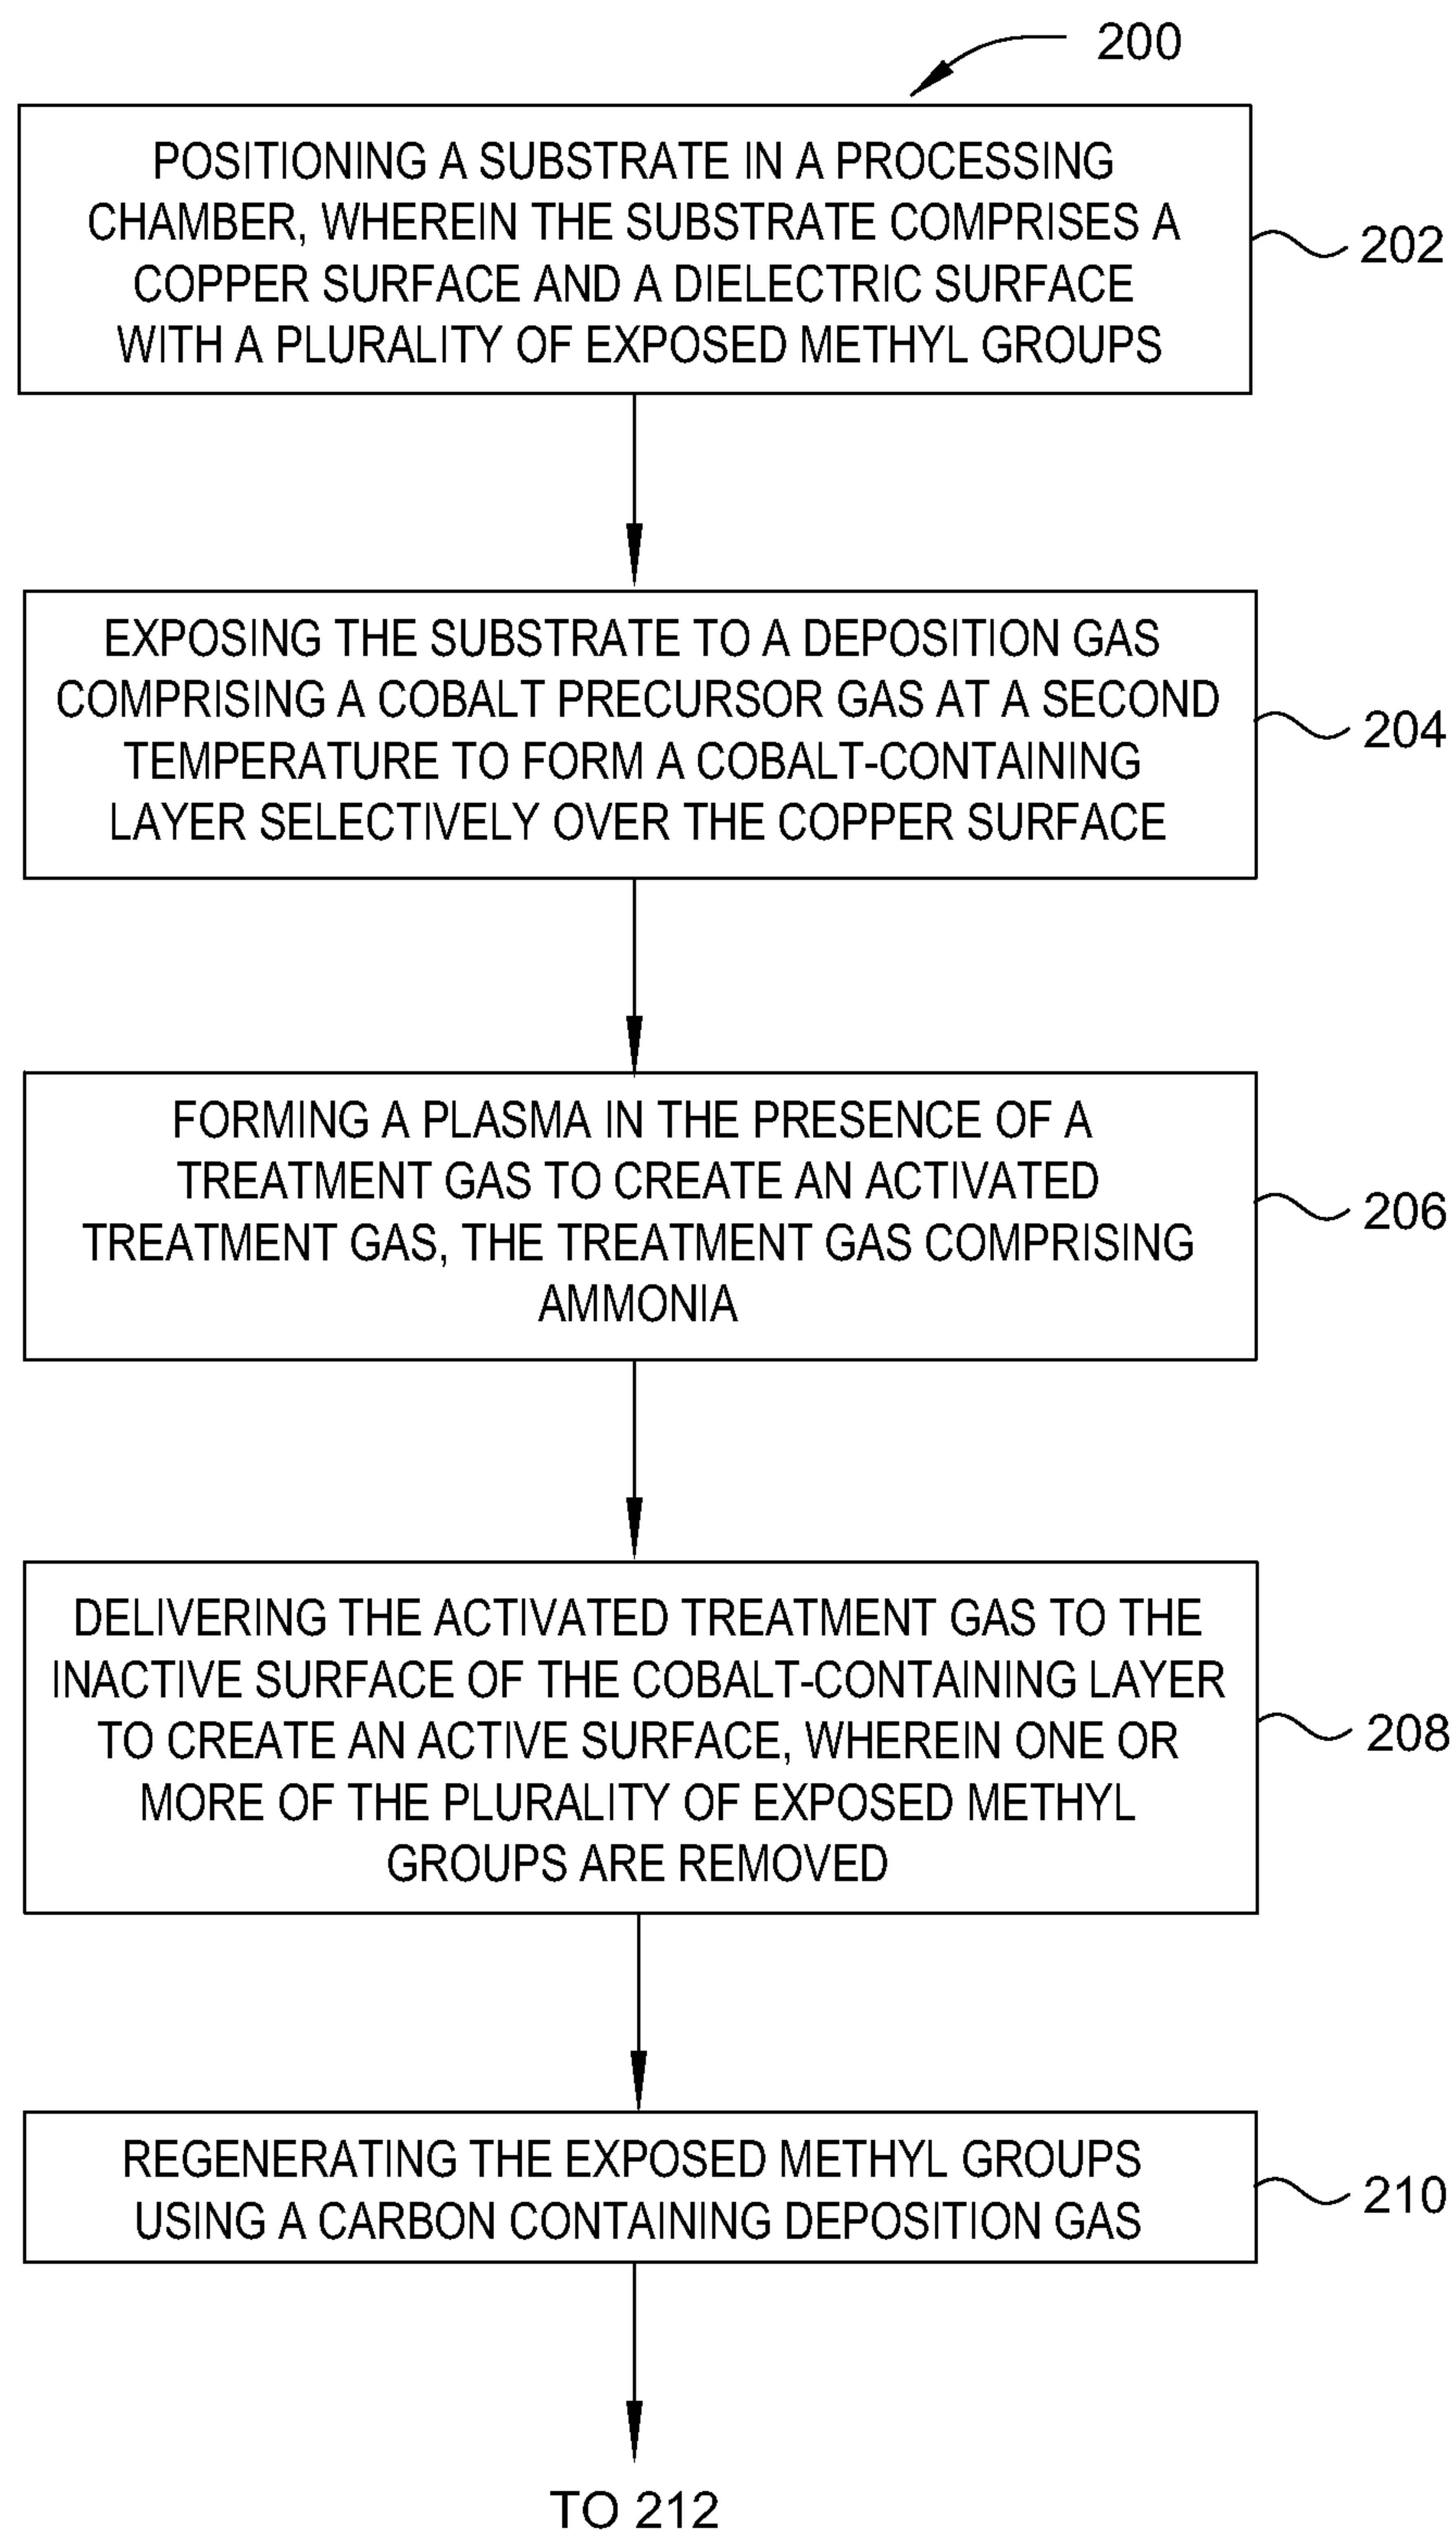 200
POSITIONING A SUBSTRATE IN A PROCESSING
CHAMBER, WHEREIN THE SUBSTRATE COMPRISES A
COPPER SURFACE AND A DIELECTRIC SURFACE
WITH A PLURALITY OF EXPOSED METHYL GROUPS
202
EXPOSING THE SUBSTRATE TO A DEPOSITION GAS
COMPRISING A COBALT PRECURSOR GAS AT A SECOND
TEMPERATURE TO FORM A COBALT-CONTAINING
LAYER SELECTIVELY OVER THE COPPER SURFACE
204
FORMING A PLASMA IN THE PRESENCE OF A
TREATMENT GAS TO CREATE AN ACTIVATED
TREATMENT GAS, THE TREATMENT GAS COMPRISING
AMMONIA
206
DELIVERING THE ACTIVATED TREATMENT GAS TO THE
INACTIVE SURFACE OF THE COBALT-CONTAINING LAYER
TO CREATE AN ACTIVE SURFACE, WHEREIN ONE OR
MORE OF THE PLURALITY OF EXPOSED METHYL
GROUPS ARE REMOVED
208
REGENERATING THE EXPOSED METHYL GROUPS
USING A CARBON CONTAINING DEPOSITION GAS
210
TO 212